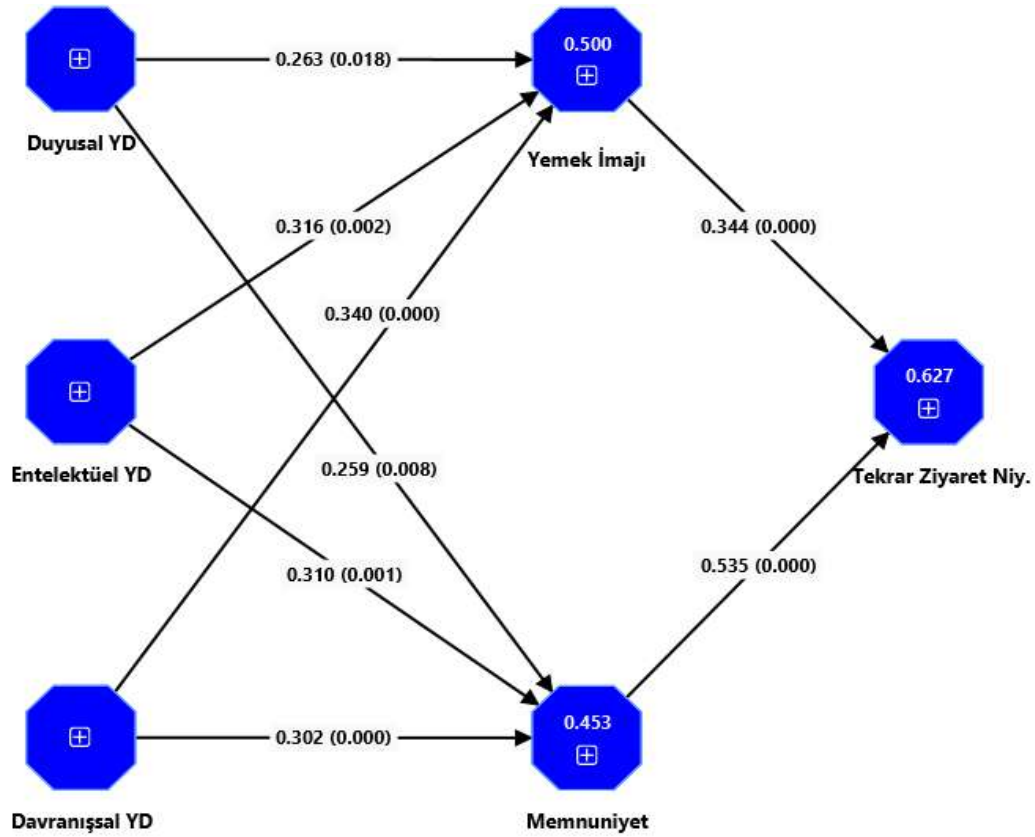 0.500
0.263 (0.018)
Duyusal YD
Yemek İmajı
0.316 (0.002)
0.344 (0.000)
0.340 (0.000)
0.627
0.259 (0.008)
Entelektüel YD
Tekrar Ziyaret Niy.
0.310 (0.001)
0.535 (0.000)
0.453
0.302 (0.000)
Davranışsal YD
Memnuniyet